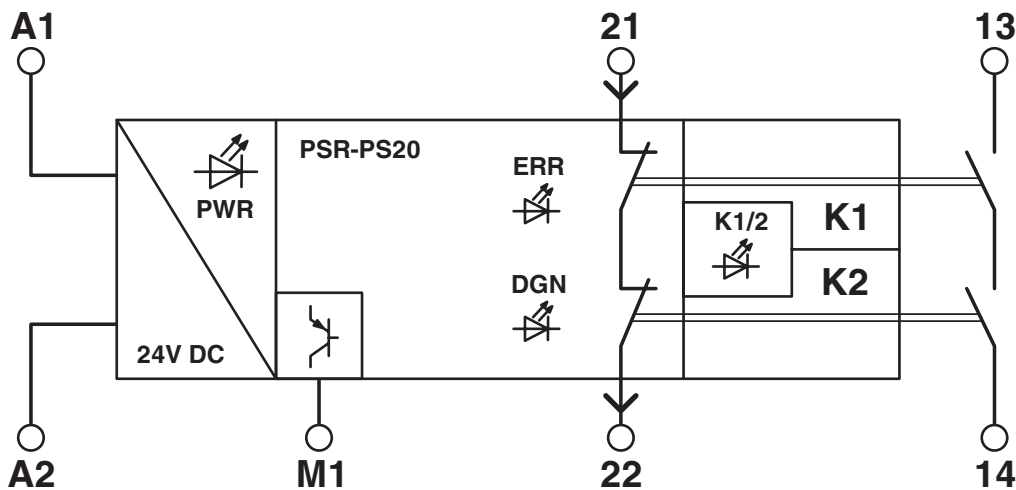 A1
21
13
PSR-PS20
PWR
ERR
K1/2
K1
DGN
K2
24V DC
A2
M1
22
14